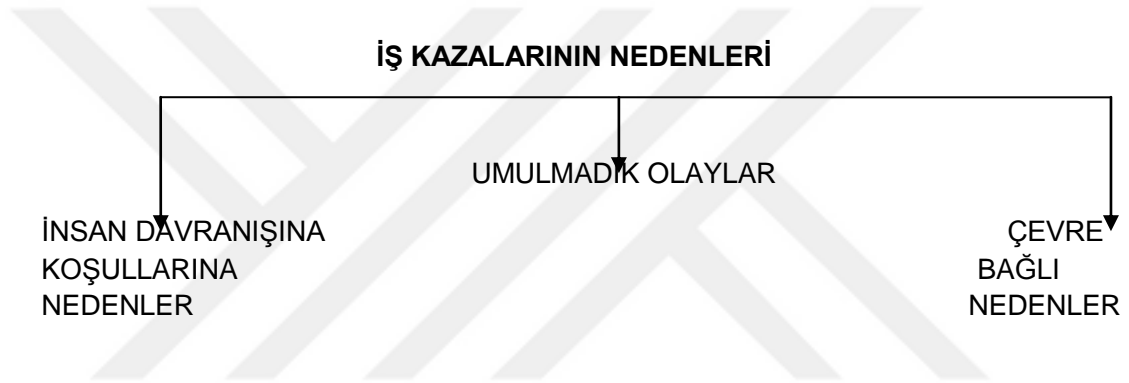 İŞ KAZALARININ NEDENLERİ
UMULMADIK OLAYLAR
İNSAN DAVRANIŞINA ÇEVRE
KOŞULLARINA BAĞLI
NEDENLER NEDENLER